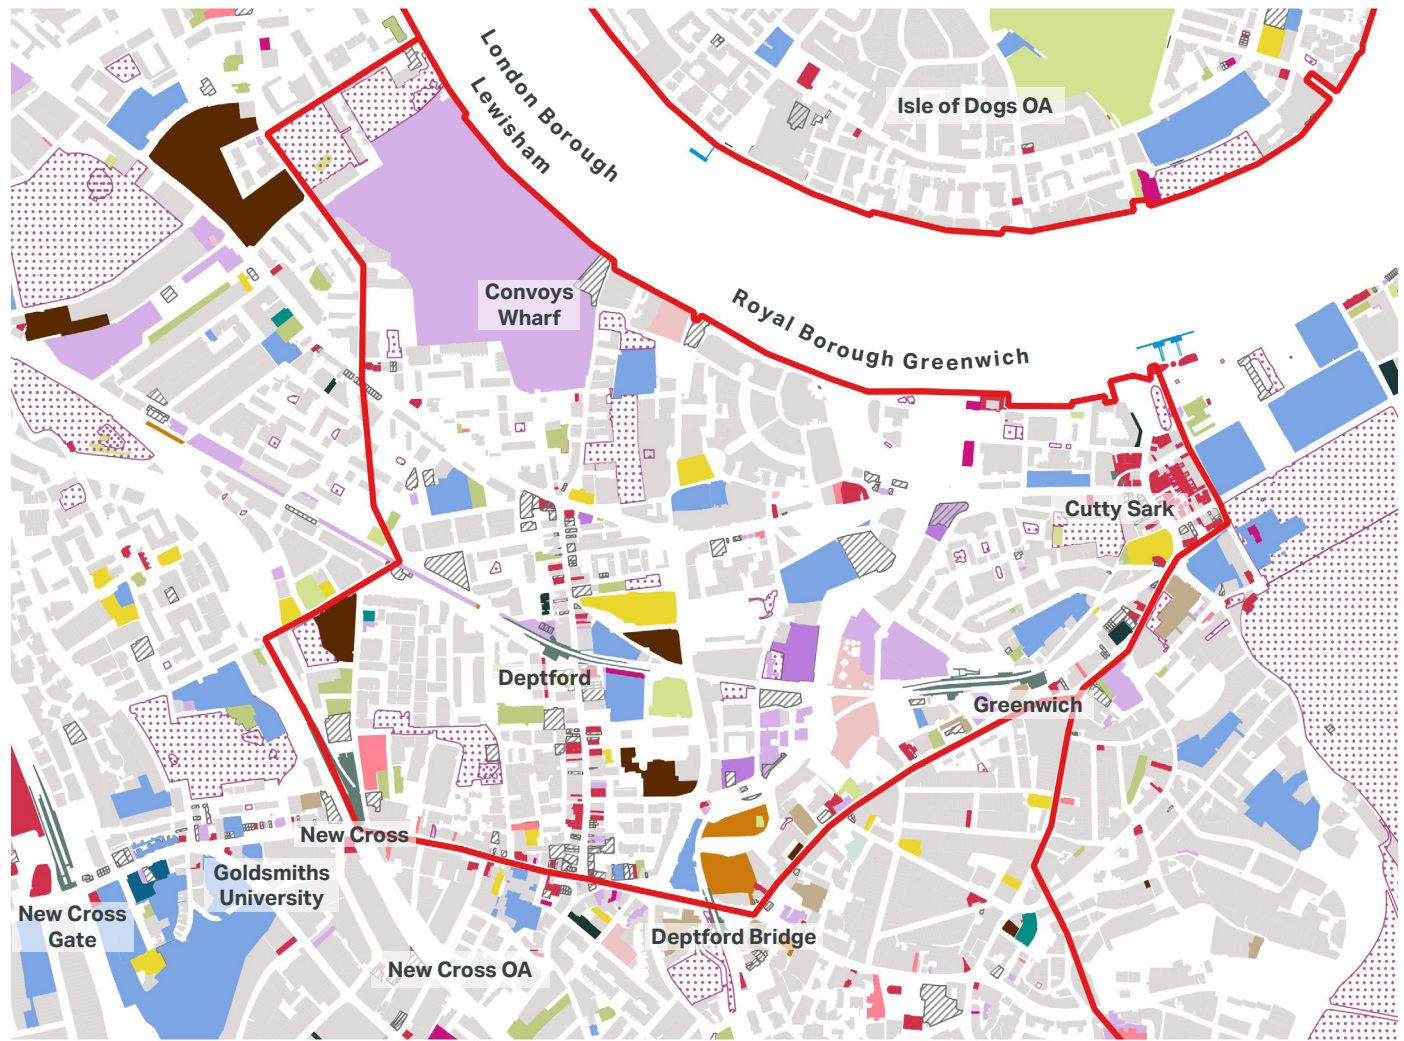 London Borough
Lewisham
Isle of Dogs OA
Convoys
Wharf
Royal Borough Greenwich
Cutty Sark
Deptford
Greenwich
New Cross
Goldsmiths
University
New Cross
Gate
Deptford Bridge
New Cross OA